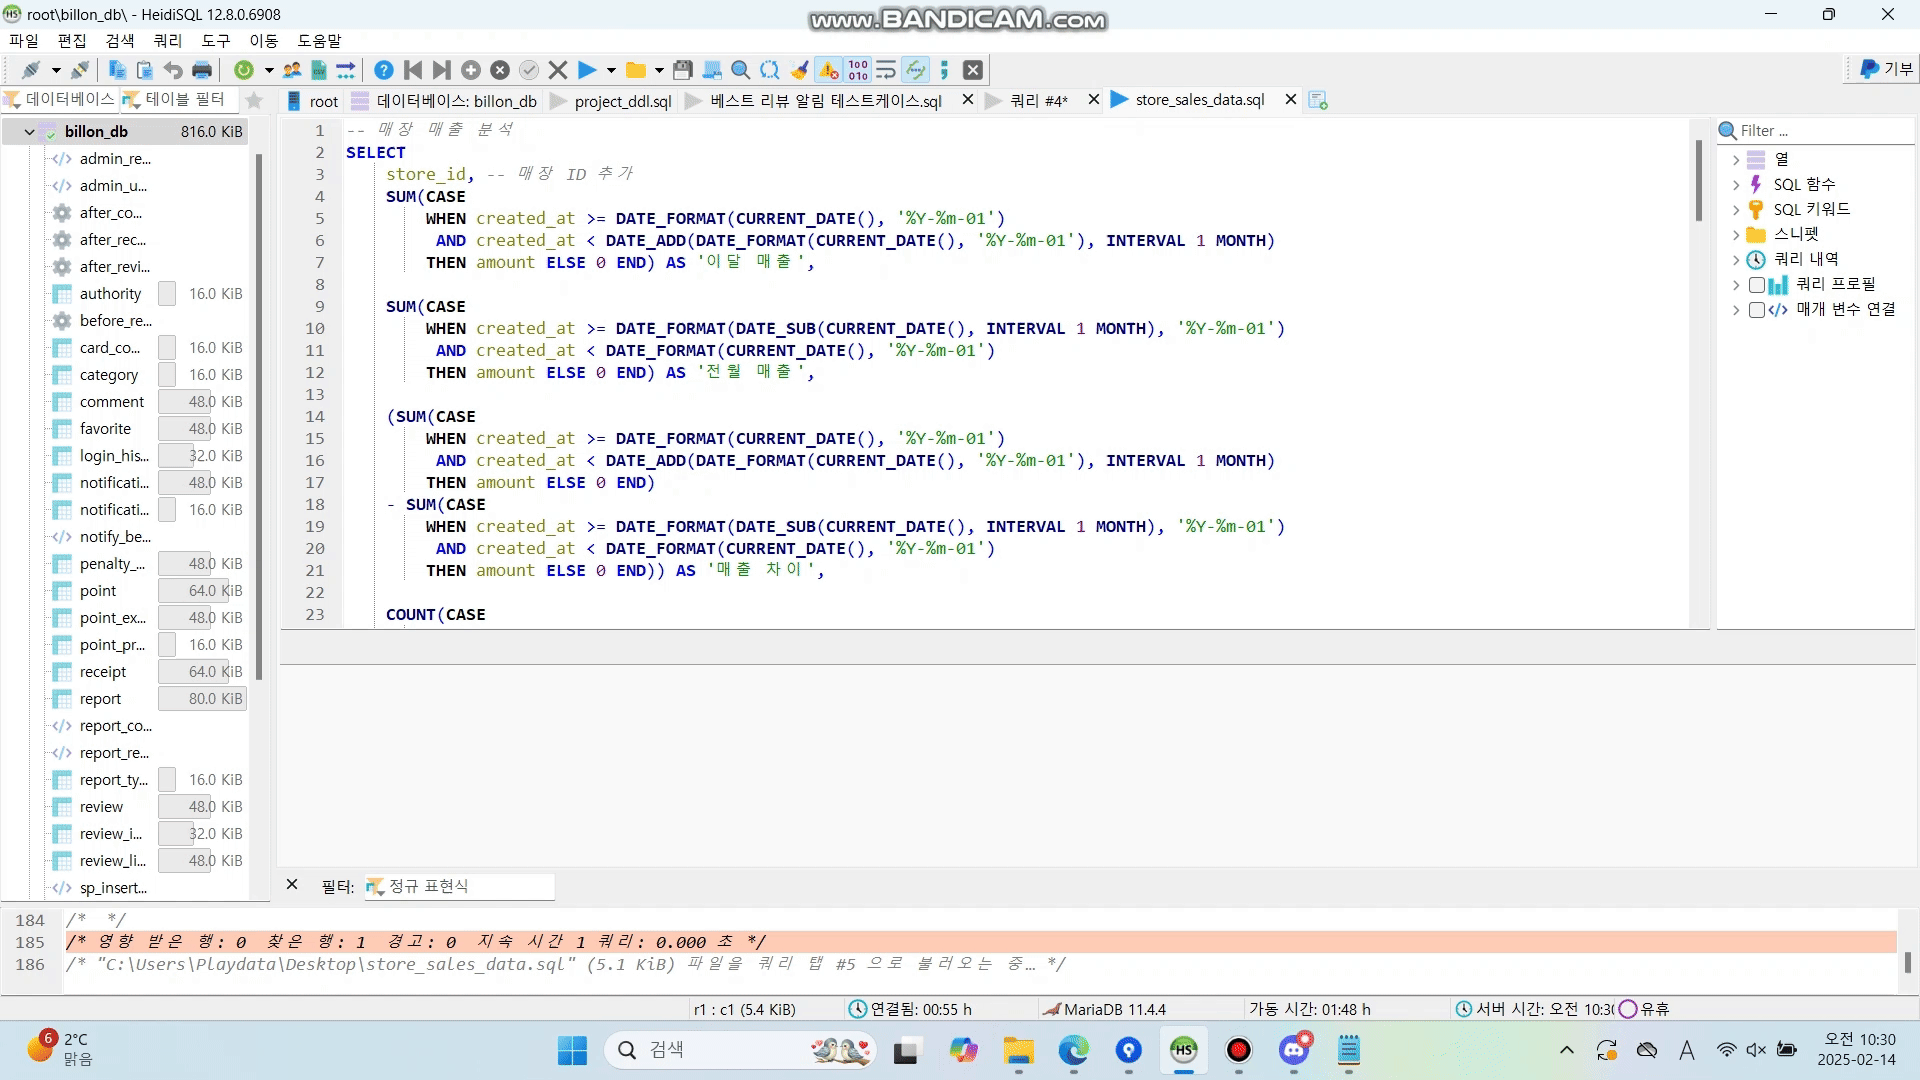 root\billon_db\ - HeidiSQL 12.8.0.6908
www.BANDICAM.com
파일 편집 검색 쿼리 도구 이동 도움말
기부
데이터베이스 테이블 필터
root 데이터베이스: billon_db project_ddl.sql 베스트 리뷰 알림 테스트케이스.sql 쿼리 #4* store_sales_data.sql
billon_db 816.0 KiB
admin_re...
admin_u...
after_co...
after_rec...
after_revi...
authority 16.0 KiB
before_re...
card_co... 16.0 KiB
category 16.0 KiB
comment 48.0 KiB
favorite 48.0 KiB
login_his... 32.0 KiB
notificati... 48.0 KiB
notificati... 16.0 KiB
notify_be...
penalty_... 48.0 KiB
point 64.0 KiB
point_ex... 48.0 KiB
point_pr... 16.0 KiB
receipt 64.0 KiB
report 80.0 KiB
report_co...
report_re...
report_ty... 16.0 KiB
review 48.0 KiB
review_i... 32.0 KiB
review_li... 48.0 KiB
sp_insert...
1 -- 매장 매출 분석
2 SELECT
3 store_id, -- 매장 ID 추가
4 SUM(CASE
5 WHEN created_at >= DATE_FORMAT(CURRENT_DATE(), '%Y-%m-01')
6 AND created_at < DATE_ADD(DATE_FORMAT(CURRENT_DATE(), '%Y-%m-01'), INTERVAL 1 MONTH)
7 THEN amount ELSE 0 END) AS '이달 매출',
8
9 SUM(CASE
10 WHEN created_at >= DATE_FORMAT(DATE_SUB(CURRENT_DATE(), INTERVAL 1 MONTH), '%Y-%m-01')
11 AND created_at < DATE_FORMAT(CURRENT_DATE(), '%Y-%m-01')
12 THEN amount ELSE 0 END) AS '전월 매출',
13
14 (SUM(CASE
15 WHEN created_at >= DATE_FORMAT(CURRENT_DATE(), '%Y-%m-01')
16 AND created_at < DATE_ADD(DATE_FORMAT(CURRENT_DATE(), '%Y-%m-01'), INTERVAL 1 MONTH)
17 THEN amount ELSE 0 END)
18 - SUM(CASE
19 WHEN created_at >= DATE_FORMAT(DATE_SUB(CURRENT_DATE(), INTERVAL 1 MONTH), '%Y-%m-01')
20 AND created_at < DATE_FORMAT(CURRENT_DATE(), '%Y-%m-01')
21 THEN amount ELSE 0 END)) AS '매출 차이',
22
23 COUNT(CASE
Filter ...
열
SQL 함수
SQL 키워드
스니펫
쿼리 내역
쿼리 프로필
매개 변수 연결
필터: 정규 표현식
184 /* */
185 /* 영향 받은 행: 0 찾은 행: 1 경고: 0 지속 시간 1 쿼리: 0.000 초 */
186 /* "C:\Users\Playdata\Desktop\store_sales_data.sql" (5.1 KiB) 파일을 쿼리 탭 #5 으로 불러오는 중… */
r1 : c1 (5.4 KiB) 연결됨: 00:55 h MariaDB 11.4.4 가동 시간: 01:48 h 서버 시간: 오전 10:30 유휴
6 2°C
맑음
검색
A
오전 10:30
2025-02-14